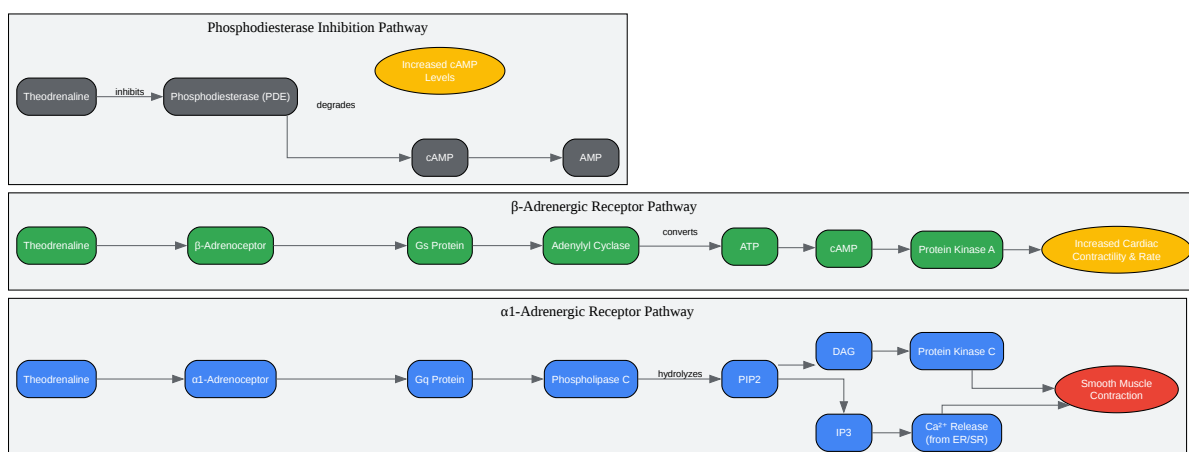 Phosphodiesterase Inhibition Pathway
Increased cAMP
Levels
Theodrenaline
inhibits
Phosphodiesterase (PDE)
degrades
cAMP
AMP
β-Adrenergic Receptor Pathway
Theodrenaline
β-Adrenoceptor
Gs Protein
Adenylyl Cyclase
converts
ATP
cAMP
Protein Kinase A
Increased Cardiac
Contractility & Rate
α1-Adrenergic Receptor Pathway
Theodrenaline
α1-Adrenoceptor
Gq Protein
Phospholipase C
hydrolyzes
PIP2
DAG
Protein Kinase C
IP3
Ca²⁺ Release
(from ER/SR)
Smooth Muscle
Contraction